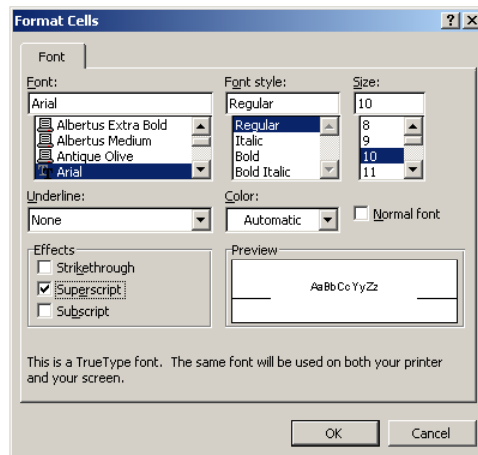 Format Cells
Font
Font: Font style: Size:
Arial Regular 10
Albertus Extra Bold Regular 8
Albertus Medium Italic 9
Antique Olive Bold 10
Arial Bold Italic 11
Underline: Color:
None Automatic Normal font
Effects Preview
Strikethrough
Superscript AaBbCcYyZz
Subscript
This is a TrueType font. The same font will be used on both your printer
and your screen.
OK Cancel